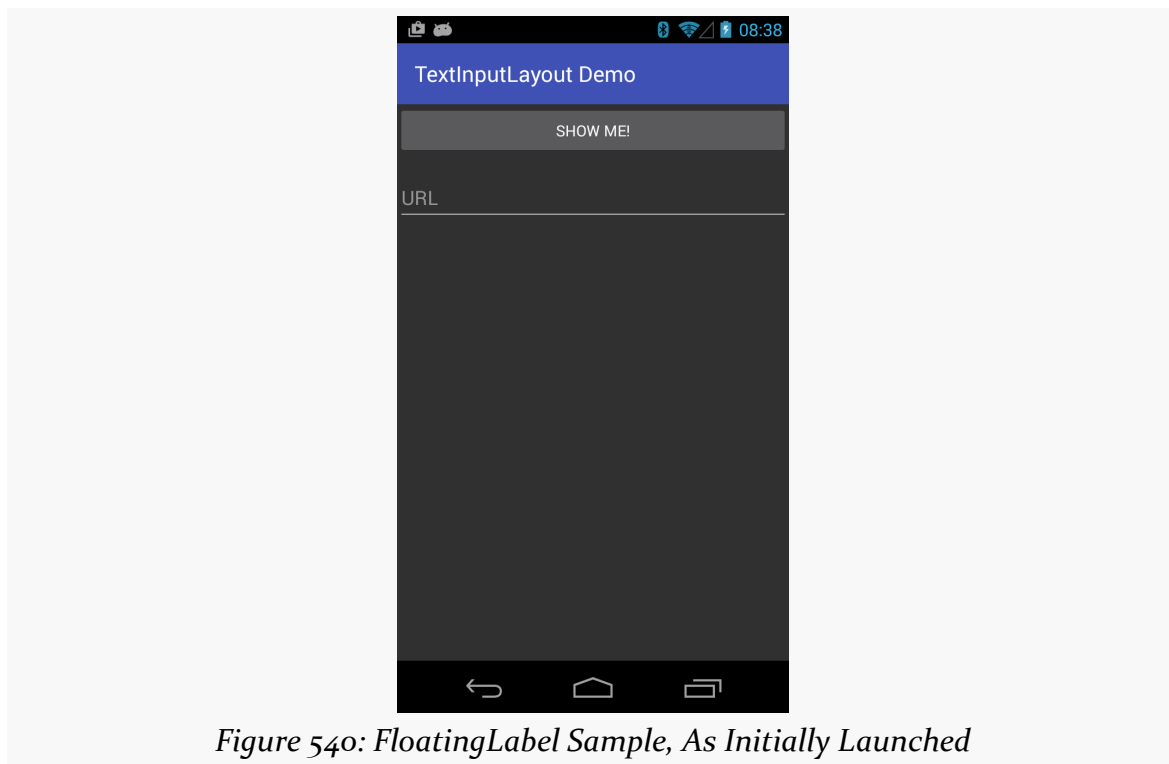 08:38
TextInputLayout Demo
SHOW ME!
URL
Figure 540: FloatingLabel Sample, As Initially Launched